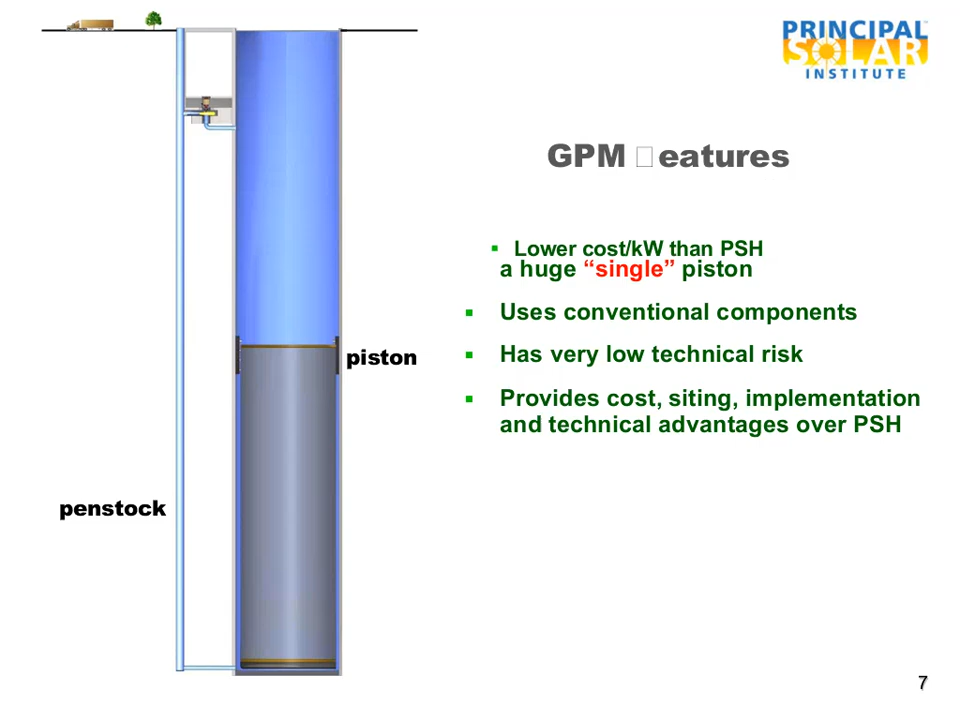 PRINCIPAL
SOLAR
INSTITUTE
GPM □eatures
▪ Lower cost/kW than PSH
a huge “single” piston
▪ Uses conventional components
▪ Has very low technical risk
▪ Provides cost, siting, implementation
and technical advantages over PSH
piston
penstock
7